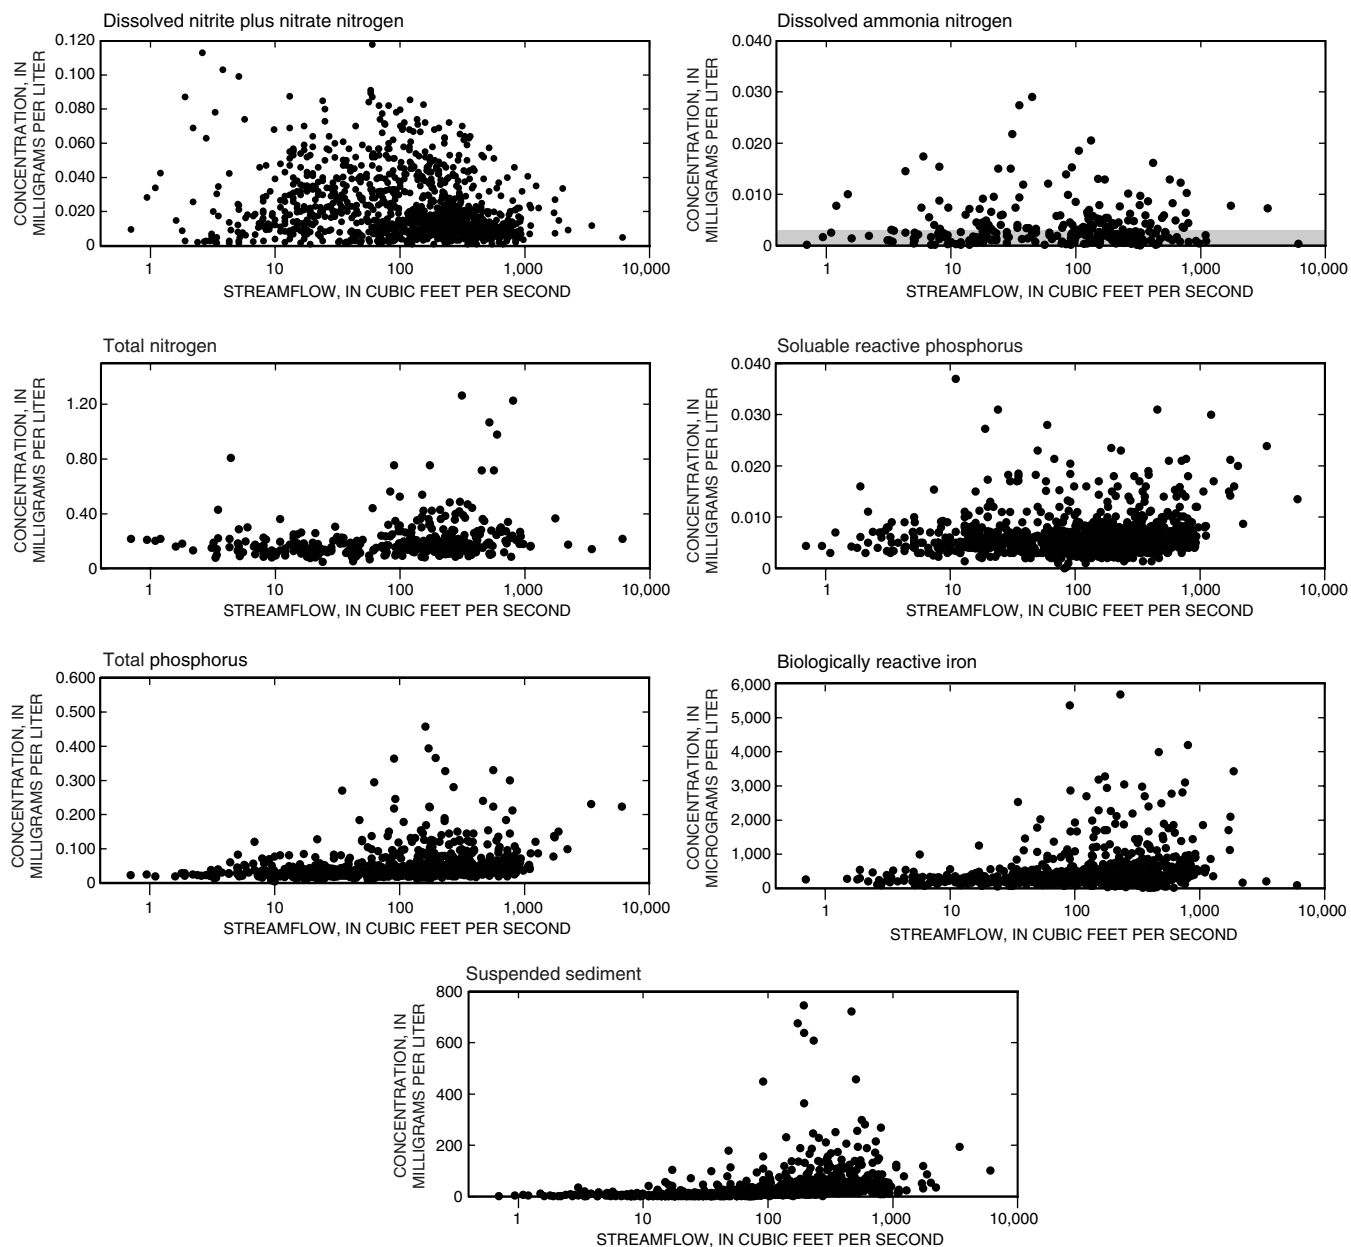 Dissolved nitrite plus nitrate nitrogen
CONCENTRATION, IN
MILLIGRAMS PER LITER
0.120
0.100
0.080
0.060
0.040
0.020
0
1 10 100 1,000 10,000
STREAMFLOW, IN CUBIC FEET PER SECOND
Dissolved ammonia nitrogen
CONCENTRATION, IN
MILLIGRAMS PER LITER
0.040
0.030
0.020
0.010
0
1 10 100 1,000 10,000
STREAMFLOW, IN CUBIC FEET PER SECOND
Total nitrogen
CONCENTRATION, IN
MILLIGRAMS PER LITER
1.20
0.80
0.40
0
1 10 100 1,000 10,000
STREAMFLOW, IN CUBIC FEET PER SECOND
Soluable reactive phosphorus
CONCENTRATION, IN
MILLIGRAMS PER LITER
0.040
0.030
0.020
0.010
0
1 10 100 1,000 10,000
STREAMFLOW, IN CUBIC FEET PER SECOND
Total phosphorus
CONCENTRATION, IN
MILLIGRAMS PER LITER
0.600
0.500
0.400
0.300
0.200
0.100
0
1 10 100 1,000 10,000
STREAMFLOW, IN CUBIC FEET PER SECOND
Biologically reactive iron
CONCENTRATION, IN
MICROGRAMS PER LITER
6,000
5,000
4,000
3,000
2,000
1,000
0
1 10 100 1,000 10,000
STREAMFLOW, IN CUBIC FEET PER SECOND
Suspended sediment
CONCENTRATION, IN
MILLIGRAMS PER LITER
800
600
400
200
0
1 10 100 1,000 10,000
STREAMFLOW, IN CUBIC FEET PER SECOND